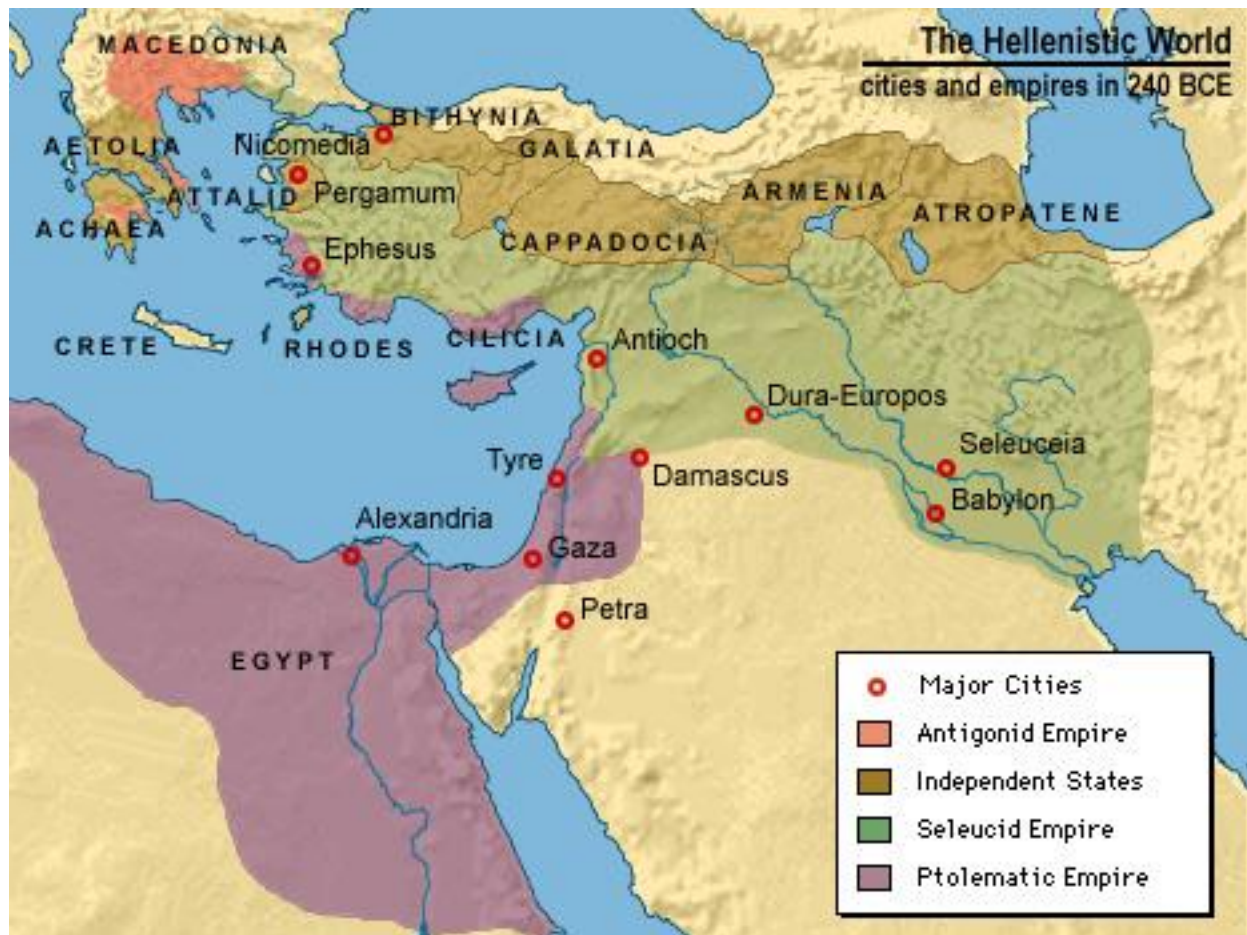 The Hellenistic World
cities and empires in 240 BCE
MACEDONIA
BITHYNIA
AETOLIA
Nicomedia
GALATIA
ATTALID
Pergamum
ARMENIA
ATROPATENE
ACHAEA
Ephesus
CAPPADOCIA
CRETE
RHODES
CILICIA
Antioch
Dura-Europos
Tyre
Damascus
Seleuceia
Babylon
Alexandria
Gaza
Petra
EGYPT
Major Cities
Antigonid Empire
Independent States
Seleucid Empire
Ptolematic Empire